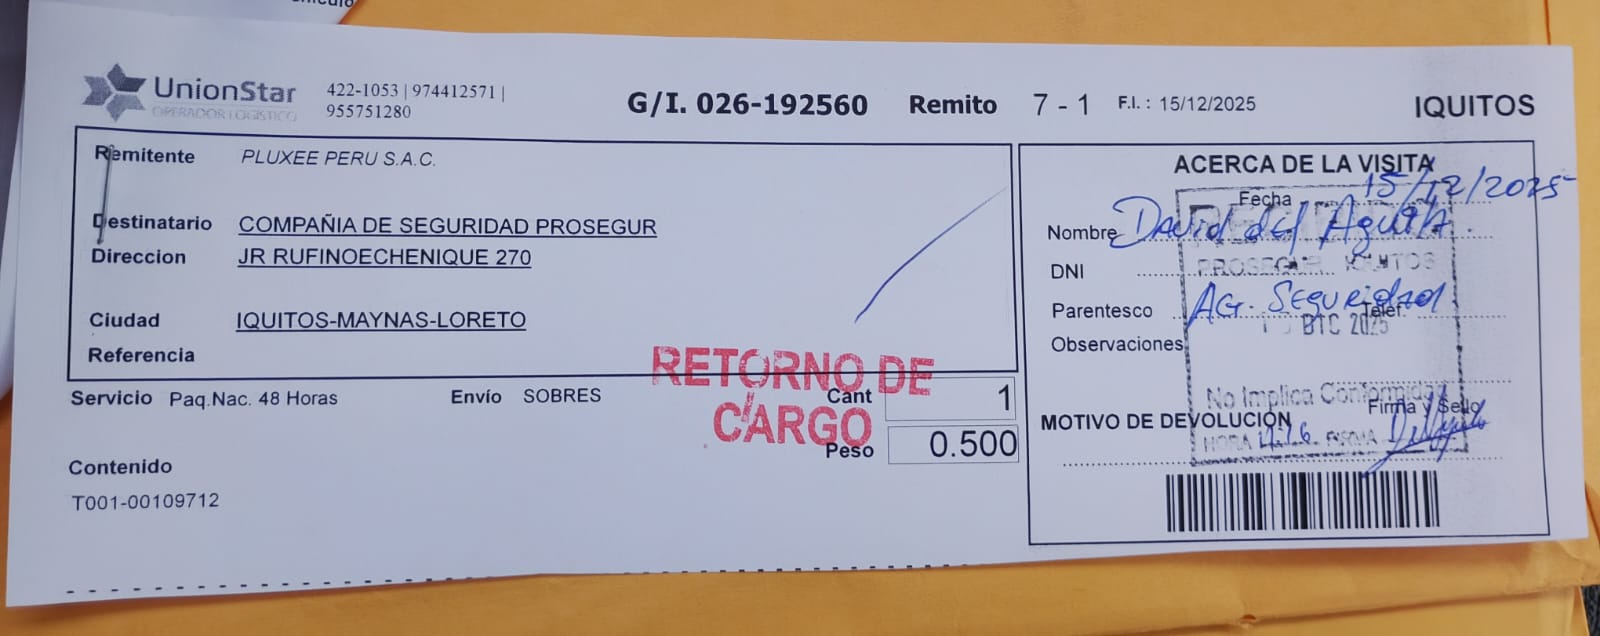 UnionStar
OPERADOR LOGISTICO
422-1053 | 974412571 |
955751280
G/I. 026-192560 Remito 7 - 1 F.I. : 15/12/2025 IQUITOS
Remitente PLUXEE PERU S.A.C.
Destinatario COMPAÑIA DE SEGURIDAD PROSEGUR
Direccion JR RUFINOECHENIQUE 270
Ciudad IQUITOS-MAYNAS-LORETO
Referencia
RETORNO DE
CARGO
Servicio Paq.Nac. 48 Horas Envío SOBRES Cant 1
Peso 0.500
Contenido
T001-00109712
ACERCA DE LA VISITA
Fecha 15/12/2025
Nombre David del Aguila
DNI
PROSEGUR IQUITOS
Parentesco AG. Seguridad Telef.
DIC 2025
Observaciones
No Implica Conformidad
Firma y Sello
MOTIVO DE DEVOLUCIÓN
HORA FIRMA